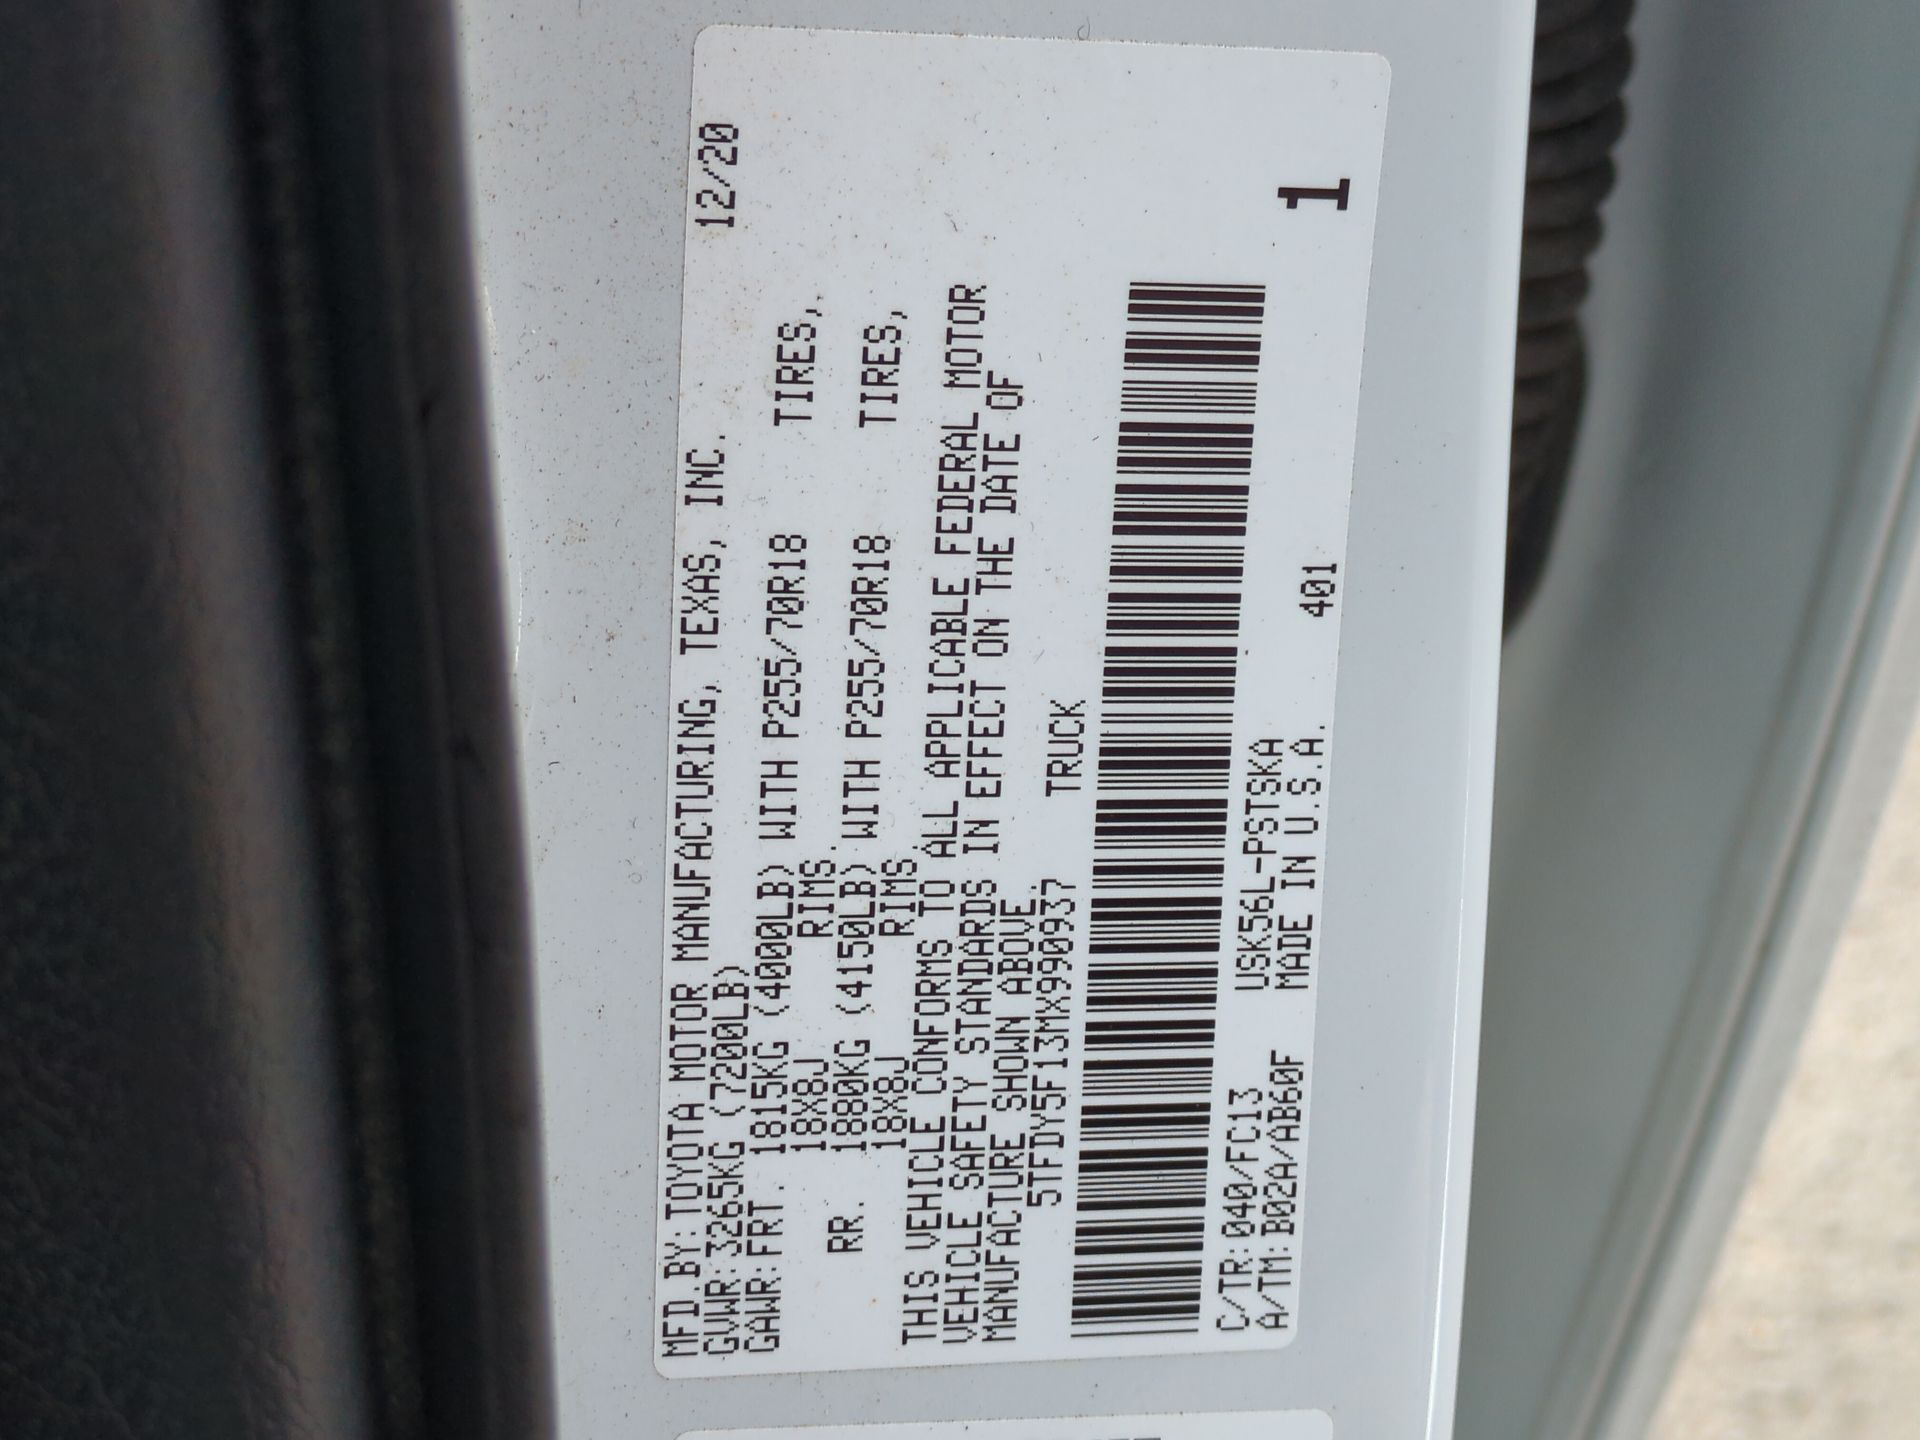 MFD.BY:TOYOTA MOTOR MANUFACTURING, TEXAS, INC. 12/20
GVWR:3265KG (7200LB)
GAWR:FRT. 1815KG (4000LB) WITH P255/70R18 TIRES,
18X8J RIMS.
RR. 1880KG (4150LB) WITH P255/70R18 TIRES,
18X8J RIMS.
THIS VEHICLE CONFORMS TO ALL APPLICABLE FEDERAL MOTOR
VEHICLE SAFETY STANDARDS IN EFFECT ON THE DATE OF
MANUFACTURE SHOWN ABOVE.
5TFDY5F13MX990937 TRUCK
C/TR:040/FC13 USK56L-PSTSKA
A/TM:B02A/AB60F MADE IN U.S.A. 401
1